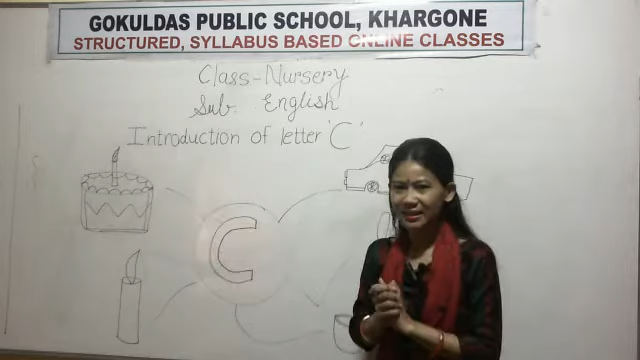 GOKULDAS PUBLIC SCHOOL, KHARGONE
STRUCTURED, SYLLABUS BASED ONLINE CLASSES
Class-Nursery
Sub. English
Introduction of letter 'C'
C